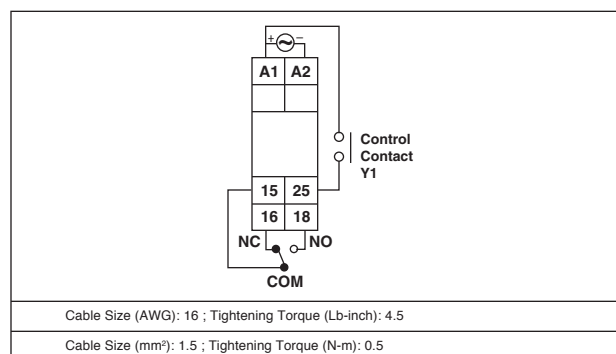 + ~ −
A1 A2
Control
Contact
Y1
15 25
16 18
NC NO
COM
Cable Size (AWG): 16 ; Tightening Torque (Lb-inch): 4.5
Cable Size (mm²): 1.5 ; Tightening Torque (N-m): 0.5